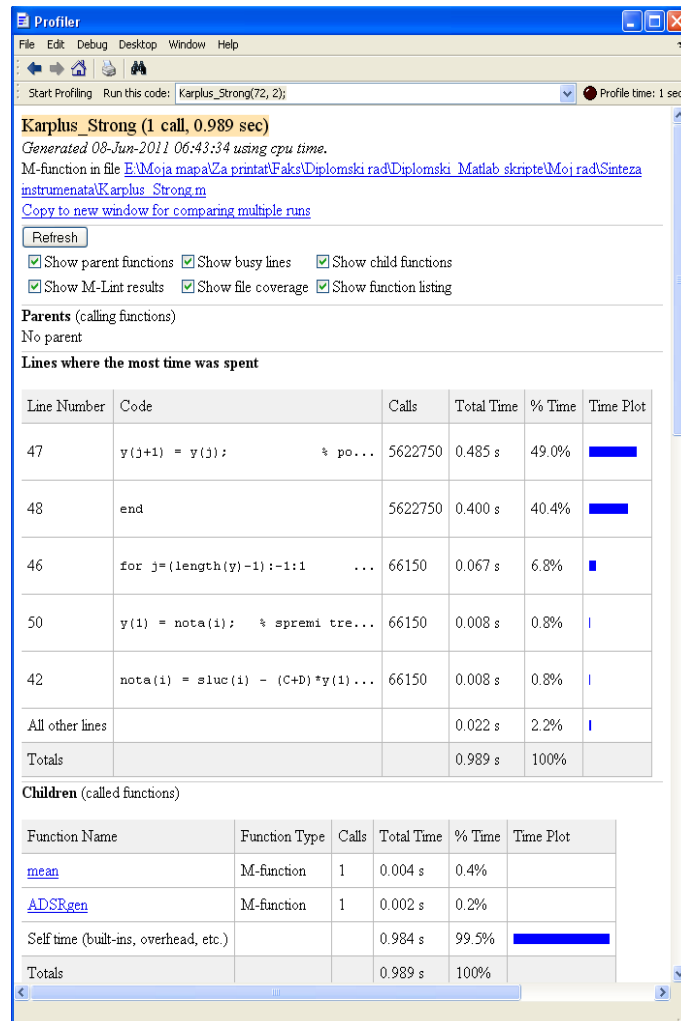 Profiler
File Edit Debug Desktop Window Help
Start Profiling Run this code: Karplus_Strong(72, 2); Profile time: 1 sec
Karplus_Strong (1 call, 0.989 sec)
Generated 08-Jun-2011 06:43:34 using cpu time.
M-function in file E:\Moja mapa\Za printat\Faks\Diplomski rad\Diplomski_Matlab skripte\Moj rad\Sinteza
instrumenata\Karplus_Strong.m
Copy to new window for comparing multiple runs
Refresh
Show parent functions Show busy lines Show child functions
Show M-Lint results Show file coverage Show function listing
Parents (calling functions)
No parent
Lines where the most time was spent
Line Number Code Calls Total Time % Time Time Plot
47 y(j+1) = y(j); % po... 5622750 0.485 s 49.0%
48 end 5622750 0.400 s 40.4%
46 for j=(length(y)-1):-1:1 ... 66150 0.067 s 6.8%
50 y(1) = nota(i); % spremi tre... 66150 0.008 s 0.8%
42 nota(i) = sluc(i) - (C+D)*y(1)... 66150 0.008 s 0.8%
All other lines 0.022 s 2.2%
Totals 0.989 s 100%
Children (called functions)
Function Name Function Type Calls Total Time % Time Time Plot
mean M-function 1 0.004 s 0.4%
ADSRgen M-function 1 0.002 s 0.2%
Self time (built-ins, overhead, etc.) 0.984 s 99.5%
Totals 0.989 s 100%